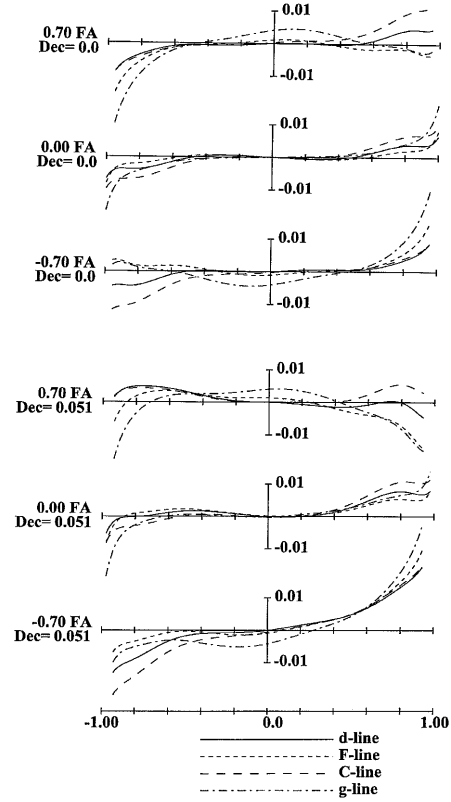 0.01
0.70 FA
Dec= 0.0
-0.01
0.01
0.00 FA
Dec= 0.0
-0.01
0.01
-0.70 FA
Dec= 0.0
-0.01
0.01
0.70 FA
Dec= 0.051
-0.01
0.01
0.00 FA
Dec= 0.051
-0.01
0.01
-0.70 FA
Dec= 0.051
-0.01
-1.00 0.0 1.00
d-line
F-line
C-line
g-line